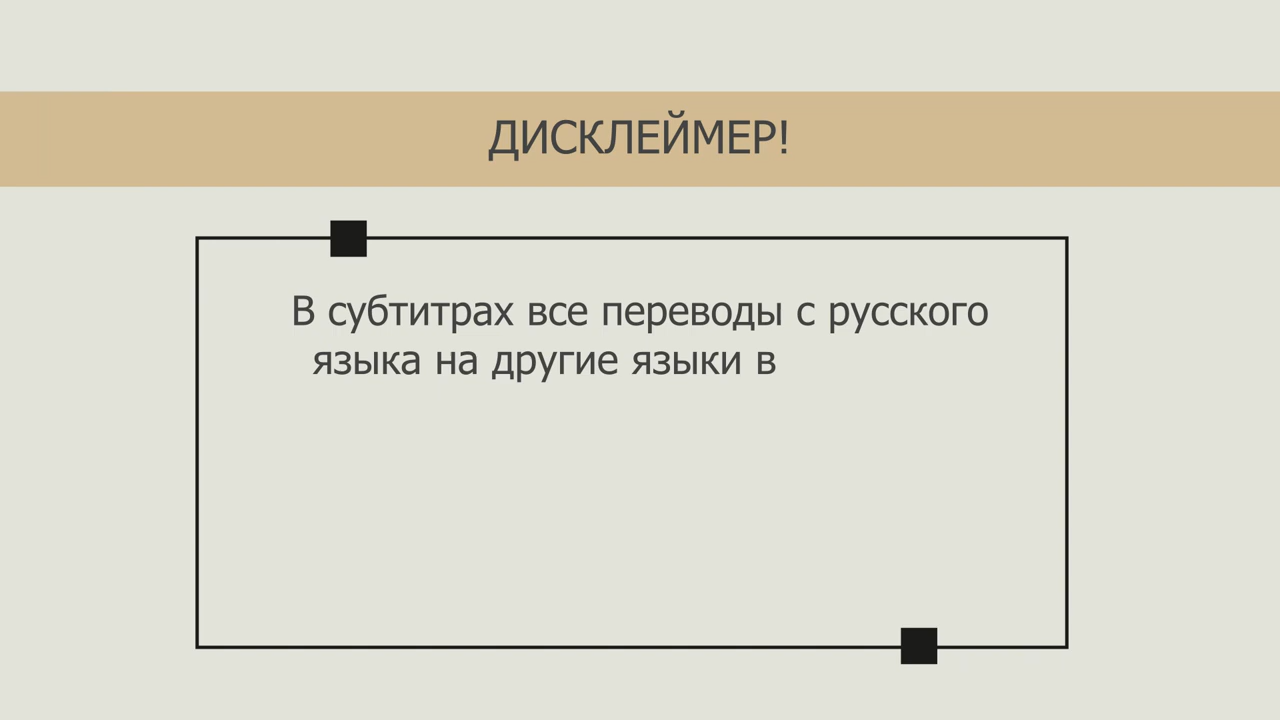 ДИСКЛЕЙМЕР!
В субтитрах все переводы с русского
языка на другие языки в